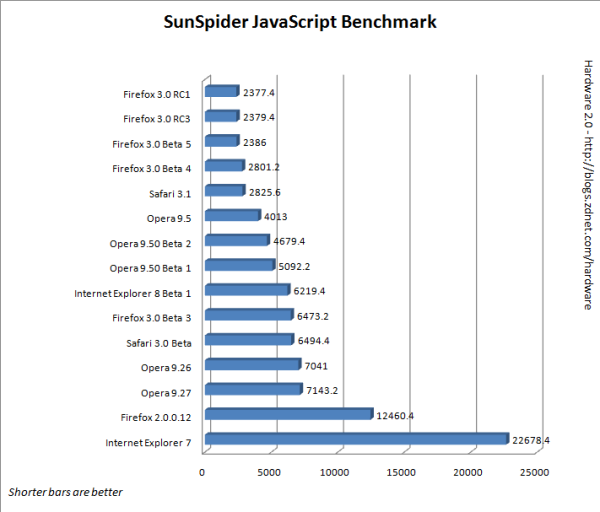 SunSpider JavaScript Benchmark
Firefox 3.0 RC1 2377.4
Firefox 3.0 RC3 2379.4
Firefox 3.0 Beta 5 2386
Firefox 3.0 Beta 4 2801.2
Safari 3.1 2825.6
Opera 9.5 4013
Opera 9.50 Beta 2 4679.4
Opera 9.50 Beta 1 5092.2
Internet Explorer 8 Beta 1 6219.4
Firefox 3.0 Beta 3 6473.2
Safari 3.0 Beta 6494.4
Opera 9.26 7041
Opera 9.27 7143.2
Firefox 2.0.0.12 12460.4
Internet Explorer 7 22678.4
0 5000 10000 15000 20000 25000
Shorter bars are better
Hardware 2.0 - http://blogs.zdnet.com/hardware